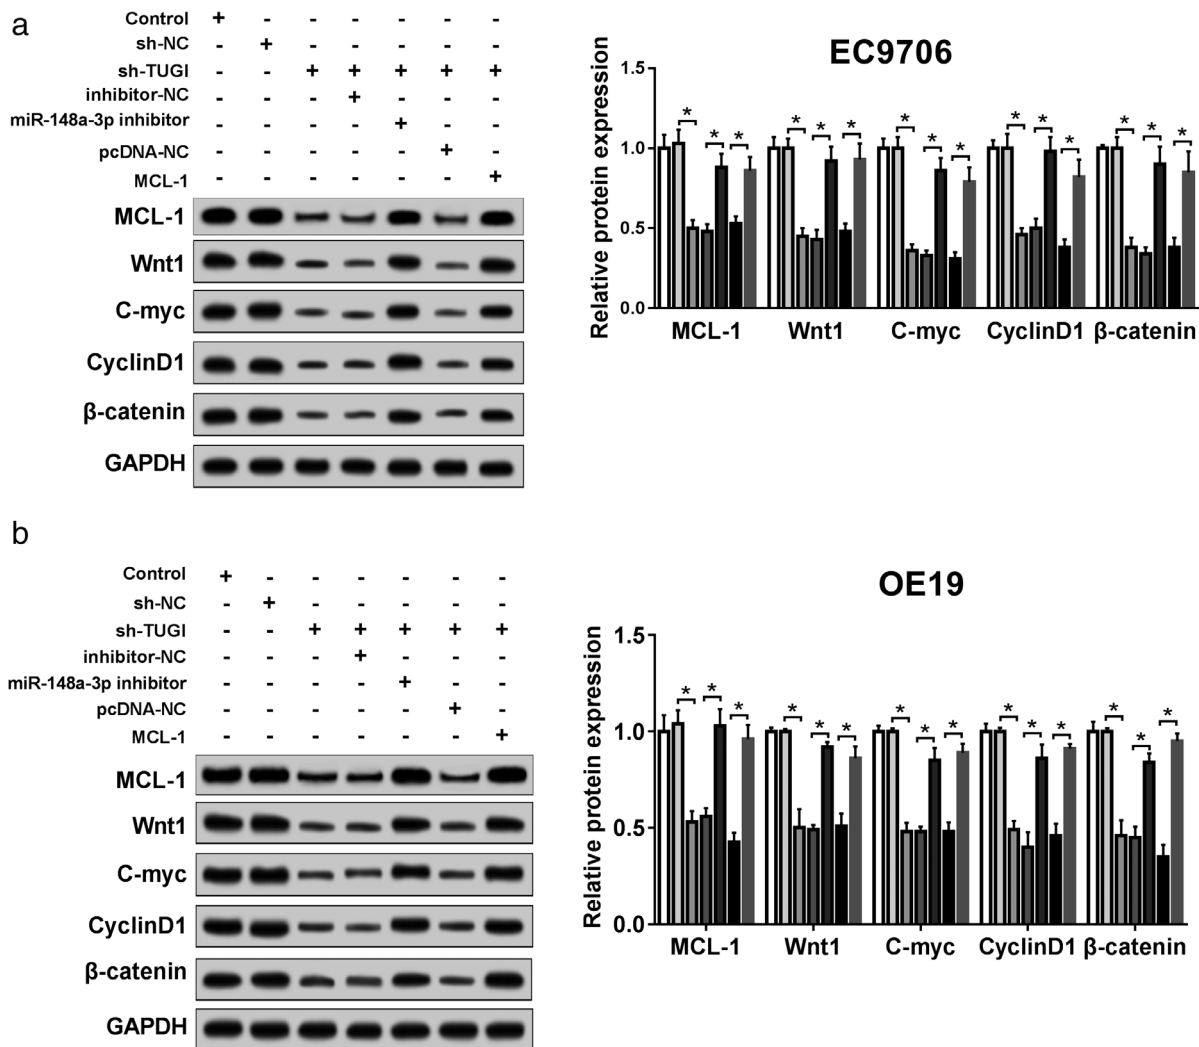 a
Control + - - - - - -
sh-NC - + - - - - -
sh-TUGI - - + + + + +
inhibitor-NC - - - + - - -
miR-148a-3p inhibitor - - - - + - -
pcDNA-NC - - - - - + -
MCL-1 - - - - - - +
MCL-1
Wnt1
C-myc
CyclinD1
β-catenin
GAPDH
EC9706
Relative protein expression
1.5
1.0
0.5
0.0
* * * * * * * * * * * * * * *
MCL-1 Wnt1 C-myc CyclinD1 β-catenin
b
Control + - - - - - -
sh-NC - + - - - - -
sh-TUGI - - + + + + +
inhibitor-NC - - - + - - -
miR-148a-3p inhibitor - - - - + - -
pcDNA-NC - - - - - + -
MCL-1 - - - - - - +
MCL-1
Wnt1
C-myc
CyclinD1
β-catenin
GAPDH
OE19
Relative protein expression
1.5
1.0
0.5
0.0
* * * * * * * * * * * * * * *
MCL-1 Wnt1 C-myc CyclinD1 β-catenin